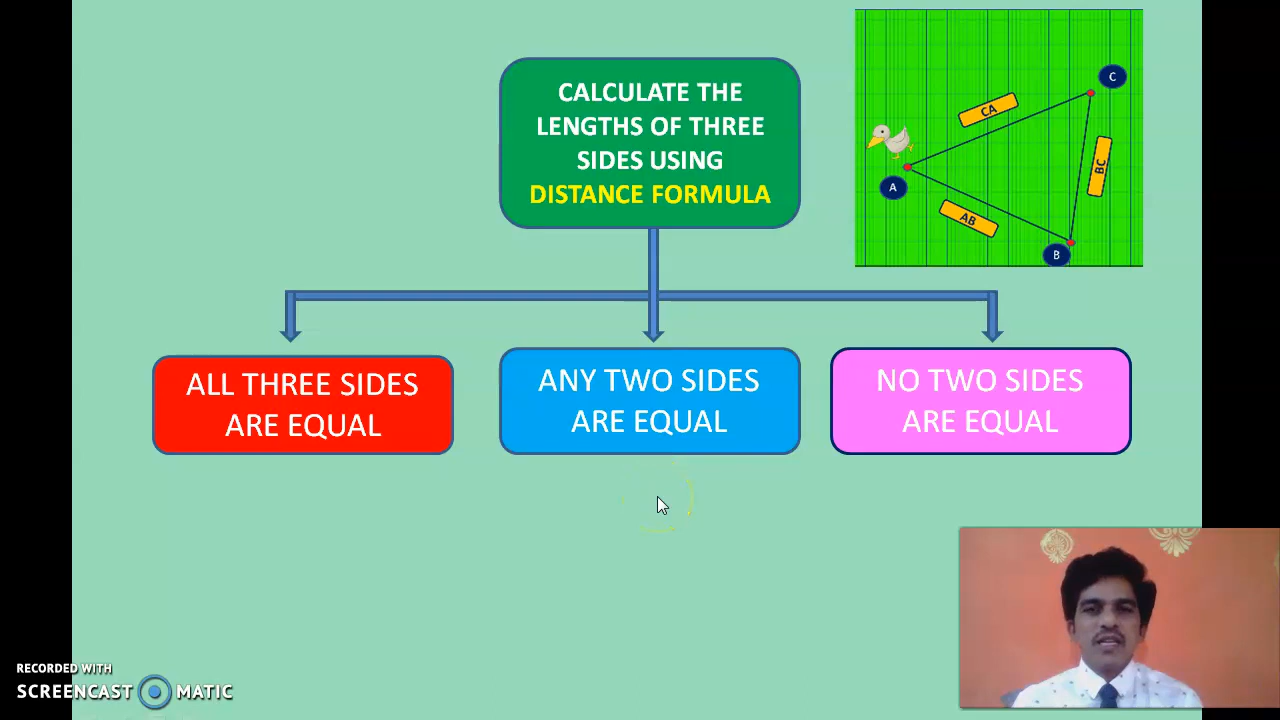 CALCULATE THE
LENGTHS OF THREE
SIDES USING
DISTANCE FORMULA
C
CA
BC
A
AB
B
ALL THREE SIDES
ARE EQUAL
ANY TWO SIDES
ARE EQUAL
NO TWO SIDES
ARE EQUAL
RECORDED WITH
SCREENCAST MATIC